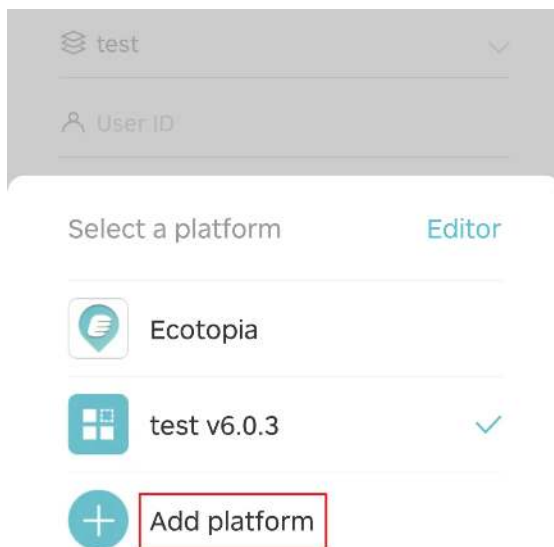 test
User ID
Select a platform
Editor
Ecotopia
test v6.0.3
Add platform